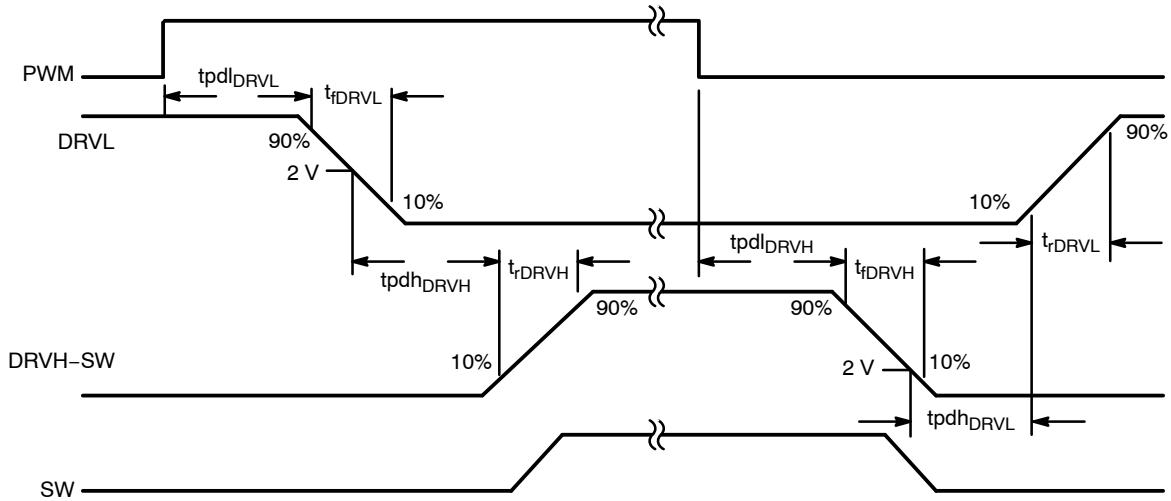 PWM
tpdlDRVL
tfDRVL
DRVL
90%
90%
2 V
10%
10%
tpdlDRVH
tpdhDRVH
trDRVH
tfDRVH
trDRVL
90%
90%
DRVH−SW
10%
2 V
10%
tpdhDRVL
SW